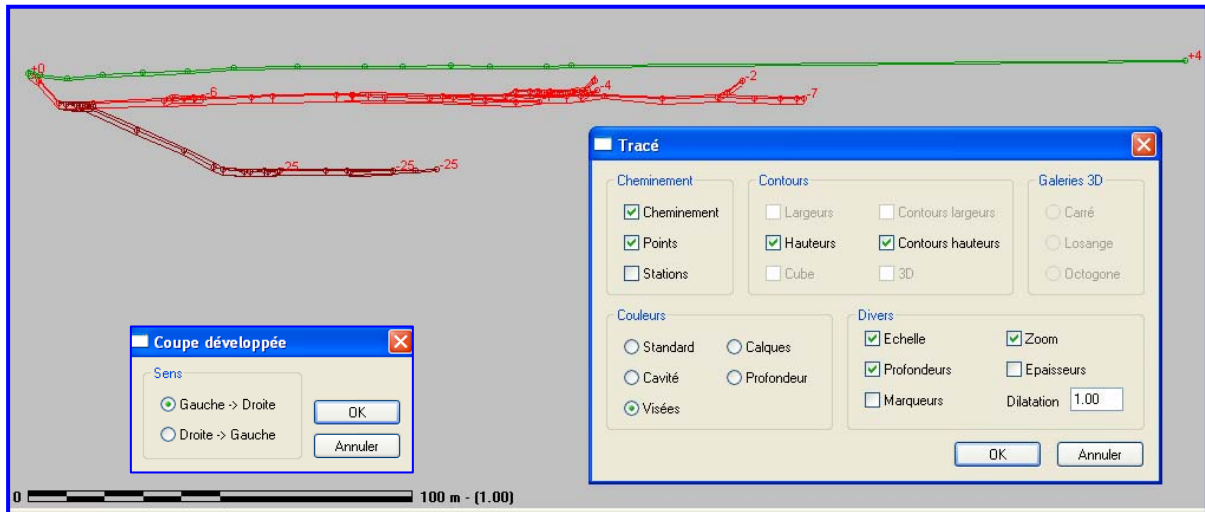 +0
+4
-6
-4
-2
-7
-25
-25
-25
Tracé
Cheminement
Cheminement
Points
Stations
Contours
Largeurs
Contours largeurs
Hauteurs
Contours hauteurs
Cube
3D
Galeries 3D
Carré
Losange
Octogone
Couleurs
Standard
Calques
Cavité
Profondeur
Visées
Divers
Echelle
Zoom
Profondeurs
Epaisseurs
Marqueurs
Dilatation 1.00
OK
Annuler
Coupe développée
Sens
Gauche -> Droite
Droite -> Gauche
OK
Annuler
0 100 m - (1.00)